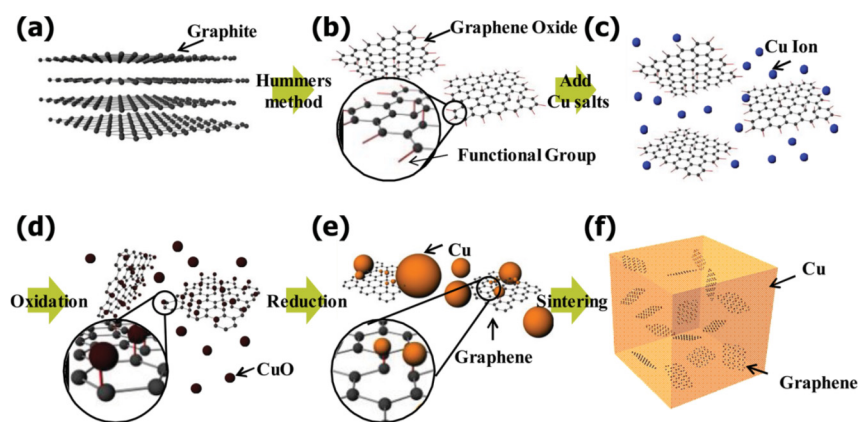 (a)
Graphite
Hummers
method
(b)
Graphene Oxide
Functional Group
Add
Cu salts
(c)
Cu Ion
Oxidation
(d)
CuO
Reduction
(e)
Cu
Graphene
Sintering
(f)
Cu
Graphene